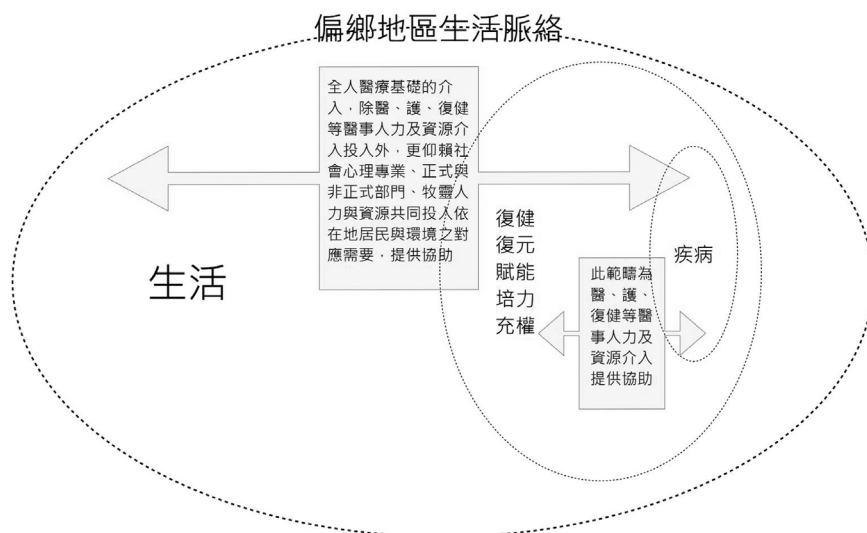 偏鄉地區生活脈絡
全人醫療基礎的介
入，除醫、護、復健
等醫事人力及資源介
入投入外，更仰賴社
會心理專業、正式與
非正式部門、牧靈人
力與資源共同投入依
在地居民與環境之對
應需要，提供協助
生活
復健
復元
賦能
培力
充權
疾病
此範疇為
醫、護、
復健等醫
事人力及
資源介入
提供協助